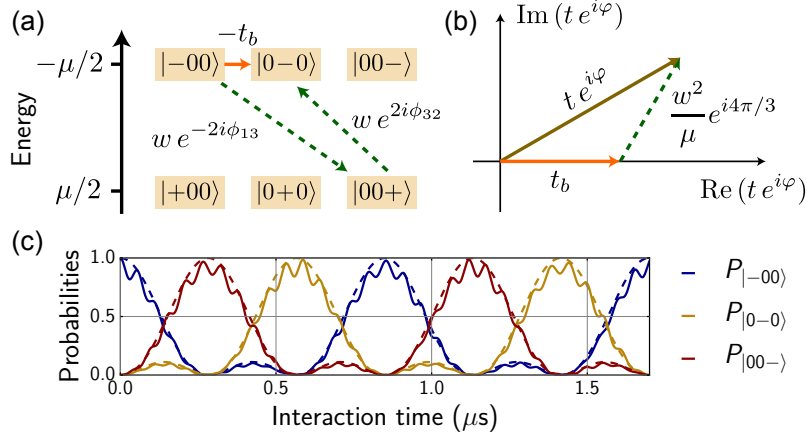 (a)
−t_b
−μ/2
|−00⟩ |0−0⟩ |00−⟩
Energy
w e^{−2iϕ_{13}} w e^{2iϕ_{32}}
μ/2
|+00⟩ |0+0⟩ |00+⟩
(b)
Im (t e^{iφ})
t e^{iφ}
w^2/μ e^{i4π/3}
t_b
Re (t e^{iφ})
(c)
Probabilities
1.0
0.5
0.0
0.0 0.5 1.0 1.5
Interaction time (μs)
P_{|−00⟩}
P_{|0−0⟩}
P_{|00−⟩}